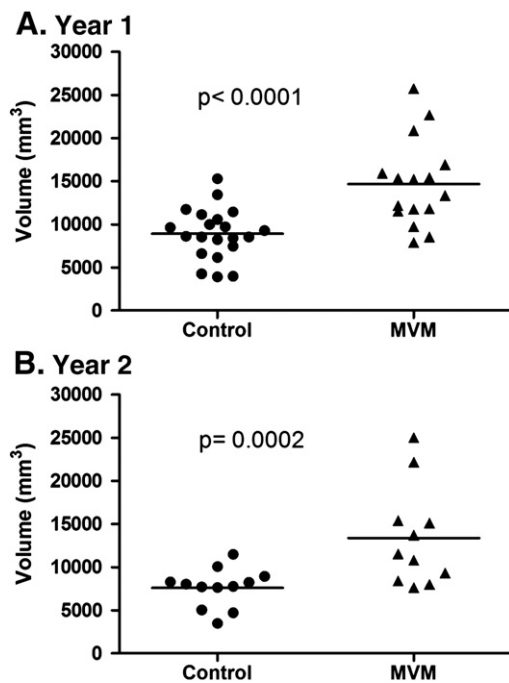 A. Year 1
30000
25000
20000
15000
10000
5000
0
Volume (mm³)
p< 0.0001
Control MVM
B. Year 2
30000
25000
20000
15000
10000
5000
0
Volume (mm³)
p= 0.0002
Control MVM